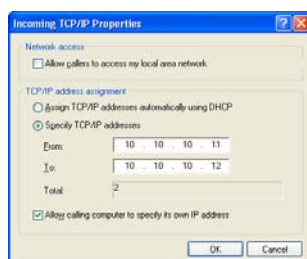 Incoming TCP/IP Properties
Network access
Allow callers to access my local area network
TCP/IP address assignment
Assign TCP/IP addresses automatically using DHCP
Specify TCP/IP addresses
From: 10 . 10 . 10 . 11
To: 10 . 10 . 10 . 12
Total: 2
Allow calling computer to specify its own IP address
OK Cancel